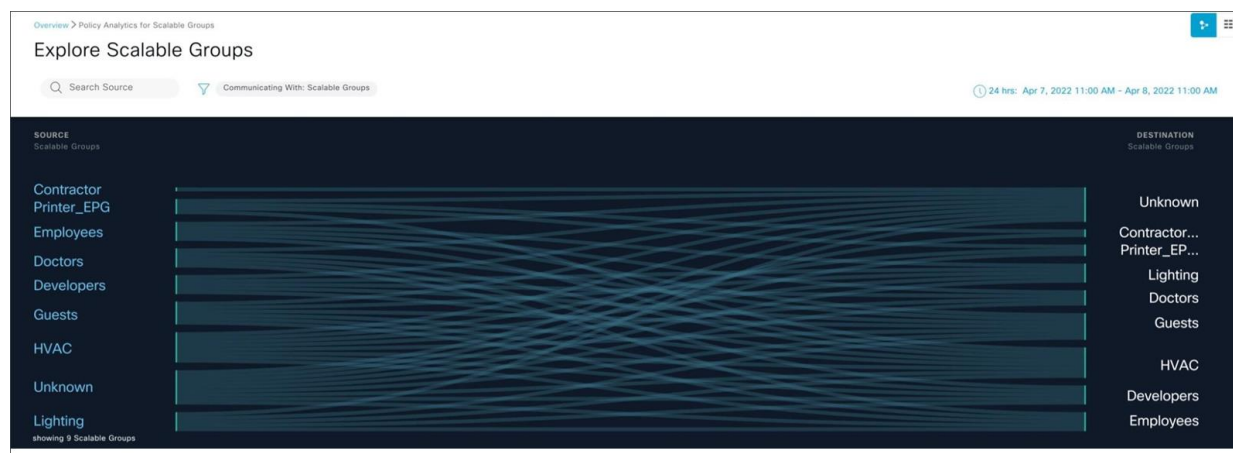 Overview > Policy Analytics for Scalable Groups
Explore Scalable Groups
Search Source
Communicating With: Scalable Groups
24 hrs: Apr 7, 2022 11:00 AM - Apr 8, 2022 11:00 AM
SOURCE
Scalable Groups
DESTINATION
Scalable Groups
Contractor
Printer_EPG
Employees
Doctors
Developers
Guests
HVAC
Unknown
Lighting
showing 9 Scalable Groups
Unknown
Contractor...
Printer_EP...
Lighting
Doctors
Guests
HVAC
Developers
Employees